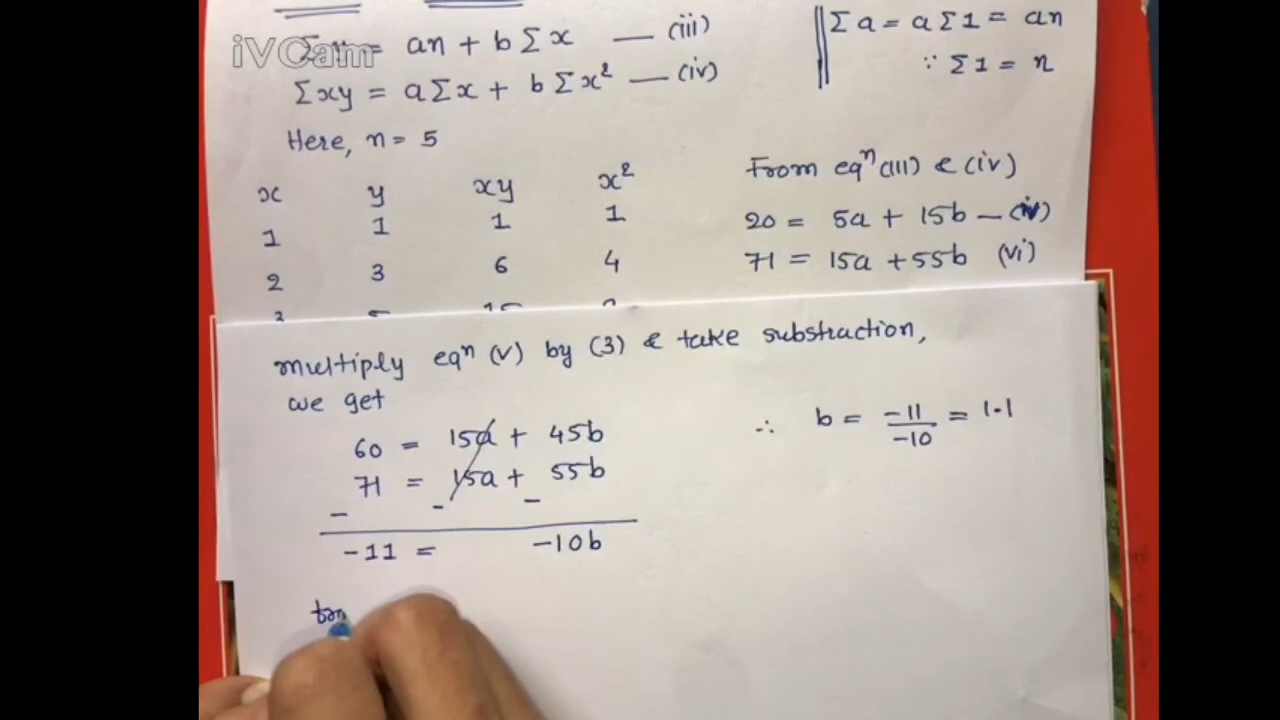 iVCam
Σy = an + bΣx — (iii)
Σxy = aΣx + bΣx² — (iv)
Σa = aΣ1 = an
∵ Σ1 = n
Here, n = 5
x y xy x²
1 1 1 1
2 3 6 4
From eqⁿ (III) & (iv)
20 = 5a + 15b — (iv)
71 = 15a + 55b (vi)
multiply eqⁿ (v) by (3) & take substraction,
we get
60 = 15a + 45b
71 = 15a + 55b
- - -
-11 = -10b
∴ b = -11/-10 = 1.1